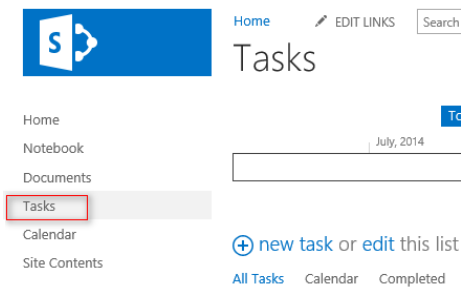 S
Home EDIT LINKS Search
Tasks
To
July, 2014
Home
Notebook
Documents
Tasks
Calendar
Site Contents
new task or edit this list
All Tasks Calendar Completed